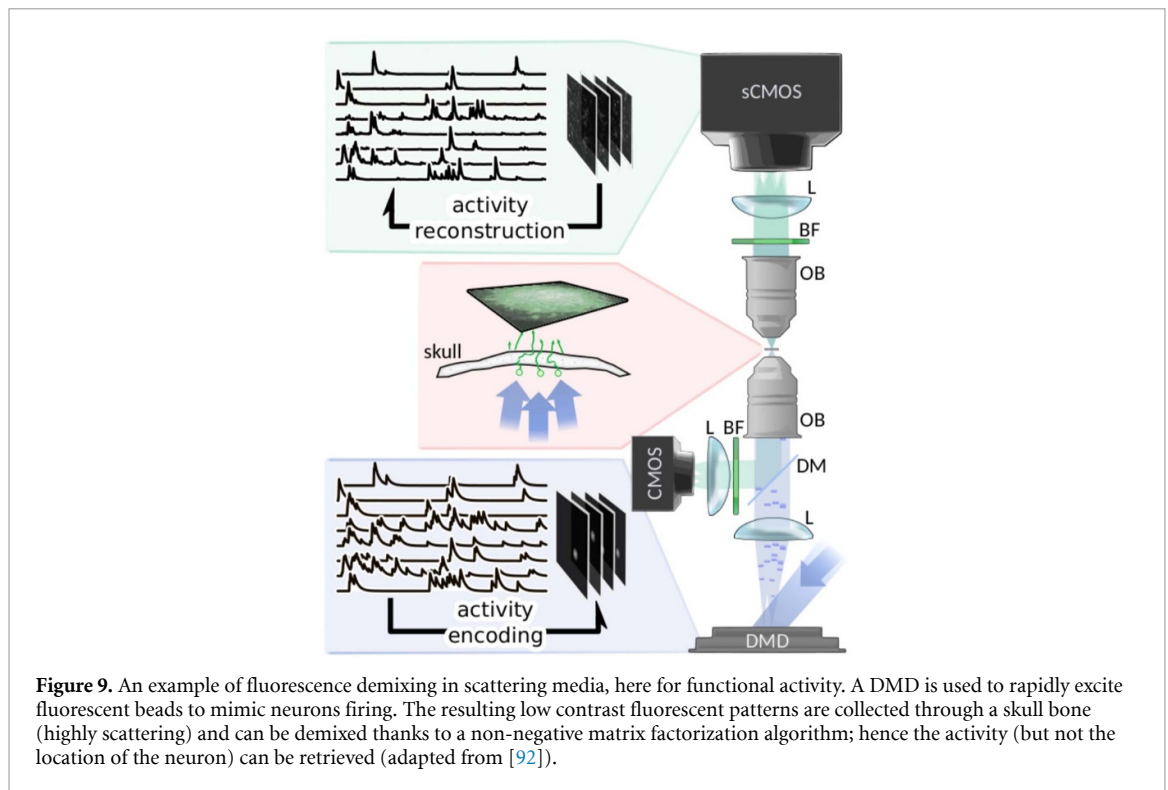 sCMOS
L
BF
OB
activity
reconstruction
skull
OB
L BF
CMOS
DM
L
activity
encoding
DMD
Figure 9. An example of fluorescence demixing in scattering media, here for functional activity. A DMD is used to rapidly excite
fluorescent beads to mimic neurons firing. The resulting low contrast fluorescent patterns are collected through a skull bone
(highly scattering) and can be demixed thanks to a non-negative matrix factorization algorithm; hence the activity (but not the
location of the neuron) can be retrieved (adapted from [92]).